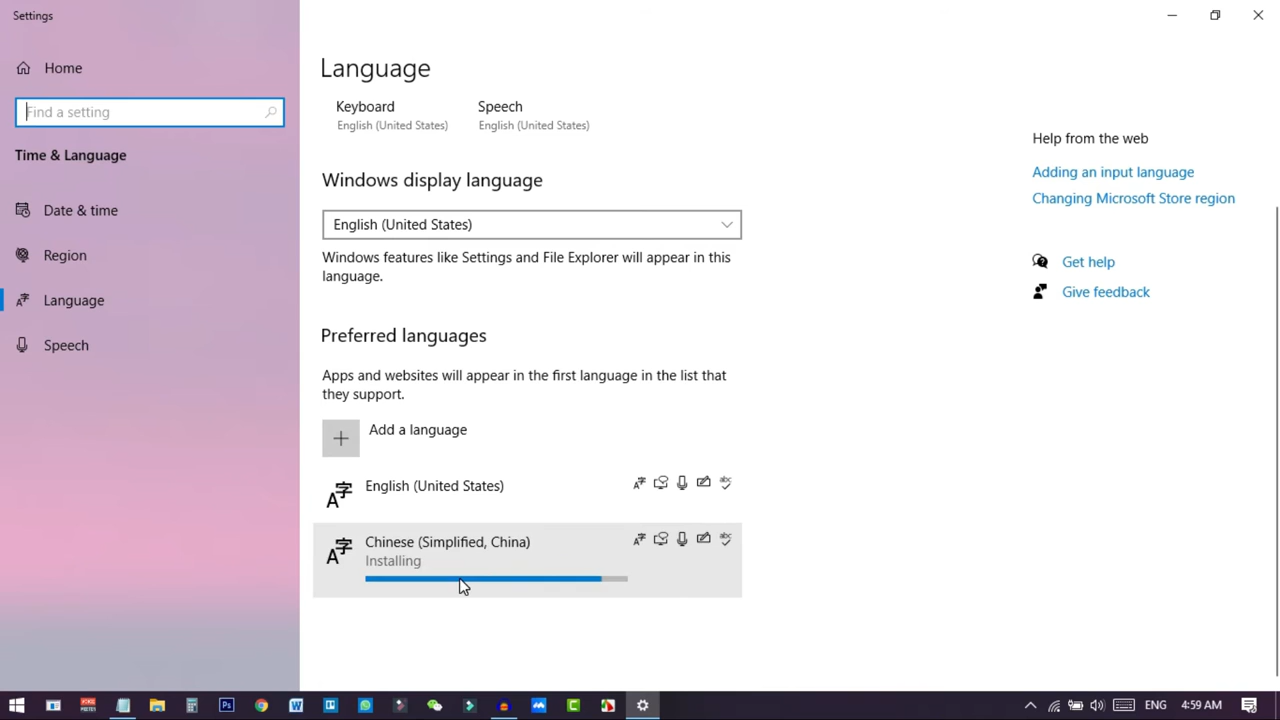 Settings
Home
Find a setting
Time & Language
Date & time
Region
Language
Speech
Language
Keyboard
English (United States)
Speech
English (United States)
Windows display language
English (United States)
Windows features like Settings and File Explorer will appear in this
language.
Preferred languages
Apps and websites will appear in the first language in the list that
they support.
Add a language
English (United States)
Chinese (Simplified, China)
Installing
Help from the web
Adding an input language
Changing Microsoft Store region
Get help
Give feedback
ENG
4:59 AM